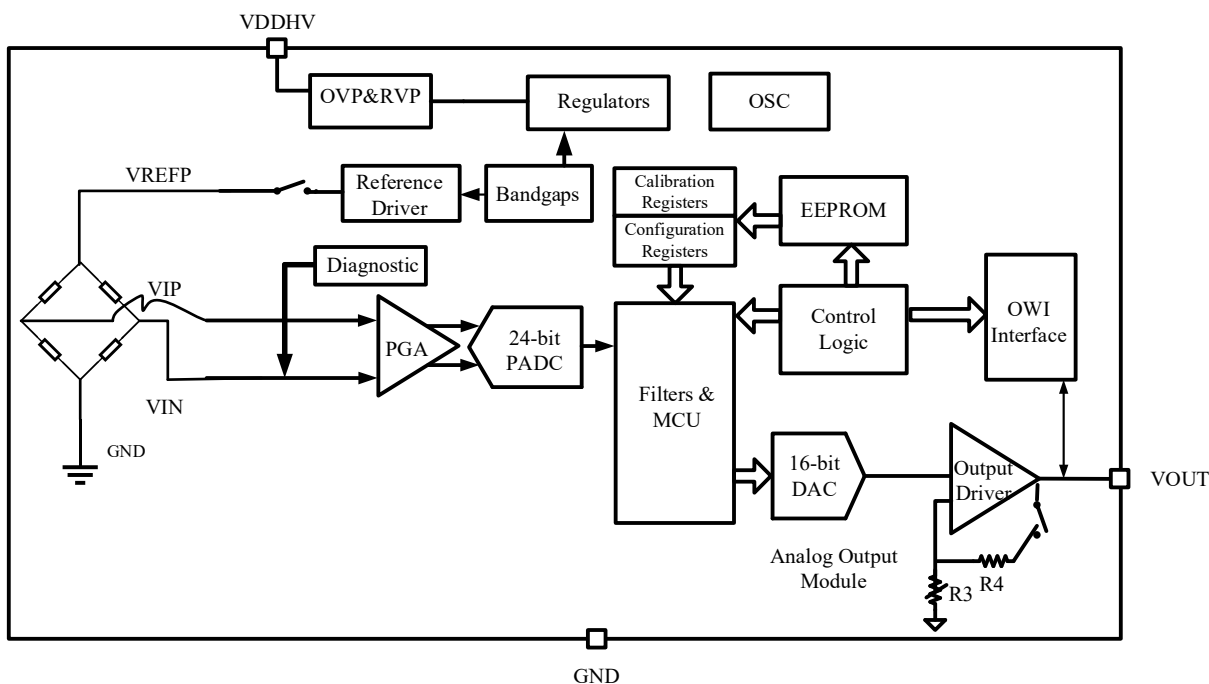 VDDHV
OVP&RVP
Regulators
OSC
VREFP
Reference
Driver
Bandgaps
Calibration
Registers
Configuration
Registers
EEPROM
Diagnostic
VIP
VIN
GND
PGA
24-bit
PADC
Filters &
MCU
Control
Logic
OWI
Interface
16-bit
DAC
Output
Driver
VOUT
Analog Output
Module
R4
R3
GND